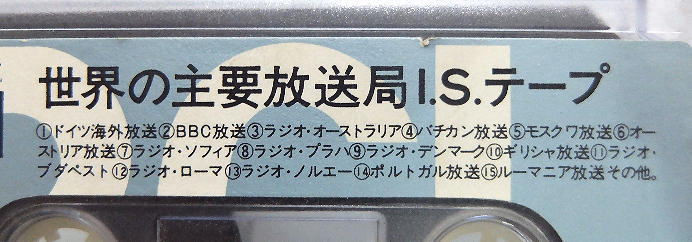 世界の主要放送局I.S.テープ
①ドイツ海外放送②BBC放送③ラジオ・オーストラリア④バチカン放送⑤モスクワ放送⑥オー
ストリア放送⑦ラジオ・ソフィア⑧ラジオ・プラハ⑨ラジオ・デンマーク⑩ギリシャ放送⑪ラジオ・
ブダペスト⑫ラジオ・ローマ⑬ラジオ・ノルエー⑭ポルトガル放送⑮ルーマニア放送その他。